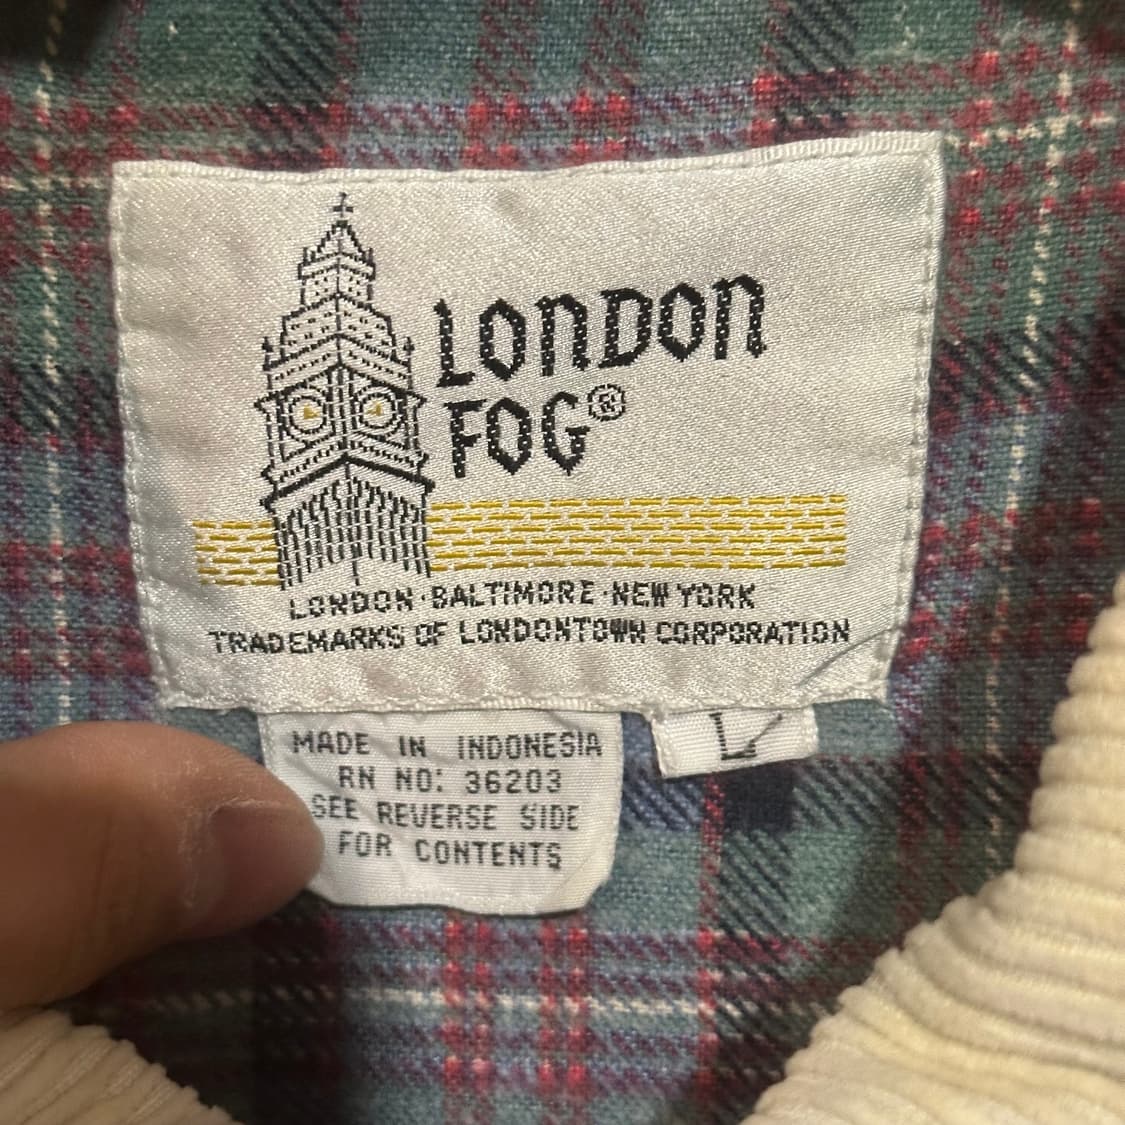 LONDON
FOG®
LONDON·BALTIMORE·NEW YORK
TRADEMARKS OF LONDONTOWN CORPORATION
MADE IN INDONESIA
RN NO: 36203
SEE REVERSE SIDE
FOR CONTENTS
L